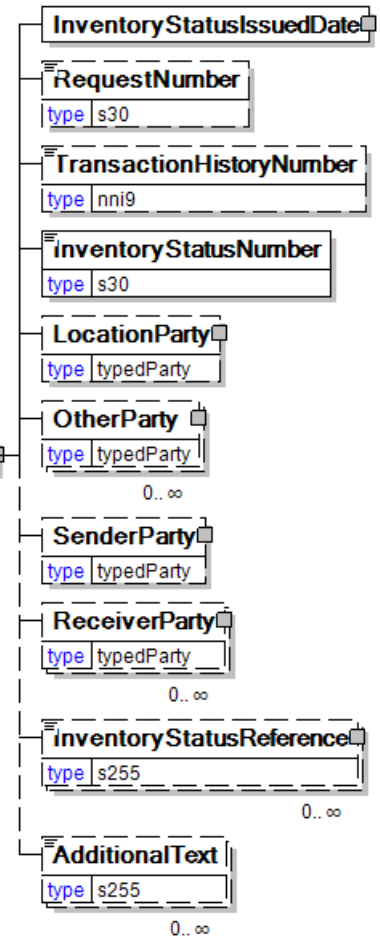 InventoryStatusIssuedDate
RequestNumber
type s30
TransactionHistoryNumber
type nni9
InventoryStatusNumber
type s30
LocationParty
type typedParty
OtherParty
type typedParty
0.. ∞
SenderParty
type typedParty
ReceiverParty
type typedParty
0.. ∞
InventoryStatusReference
type s255
0.. ∞
AdditionalText
type s255
0.. ∞